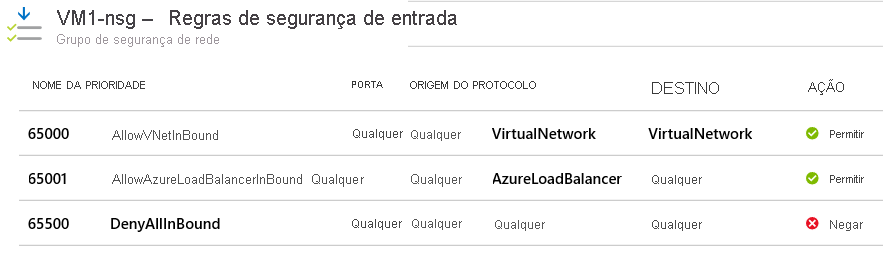 VM1-nsg – Regras de segurança de entrada
Grupo de segurança de rede
NOME DA PRIORIDADE PORTA ORIGEM DO PROTOCOLO DESTINO AÇÃO
65000 AllowVNetInBound Qualquer Qualquer VirtualNetwork VirtualNetwork Permitir
65001 AllowAzureLoadBalancerInBound Qualquer Qualquer AzureLoadBalancer Qualquer Permitir
65500 DenyAllInBound Qualquer Qualquer Qualquer Qualquer Negar